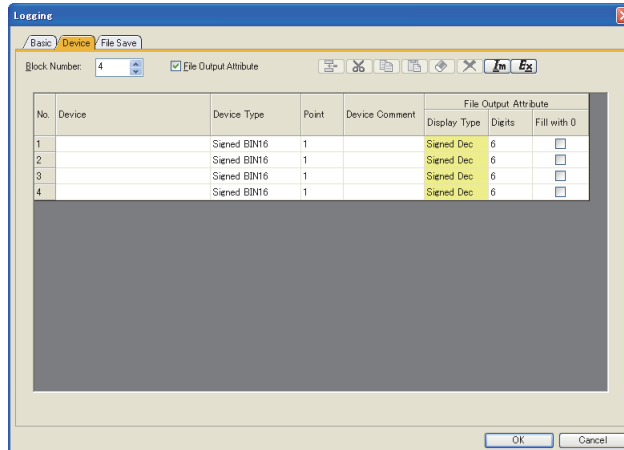 Logging
Basic Device File Save
Block Number: 4 File Output Attribute Im Ex
No. Device Device Type Point Device Comment File Output Attribute
Display Type Digits Fill with 0
1 Signed BIN16 1 Signed Dec 6
2 Signed BIN16 1 Signed Dec 6
3 Signed BIN16 1 Signed Dec 6
4 Signed BIN16 1 Signed Dec 6
OK Cancel